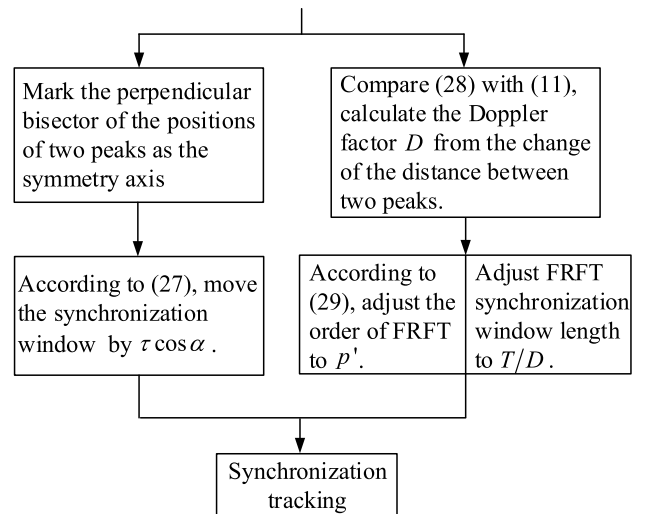 Mark the perpendicular
bisector of the positions
of two peaks as the
symmetry axis
Compare (28) with (11),
calculate the Doppler
factor D from the change
of the distance between
two peaks.
According to (27), move
the synchronization
window by τ cos α .
According to
(29), adjust the
order of FRFT
to p'.
Adjust FRFT
synchronization
window length
to T/D.
Synchronization
tracking